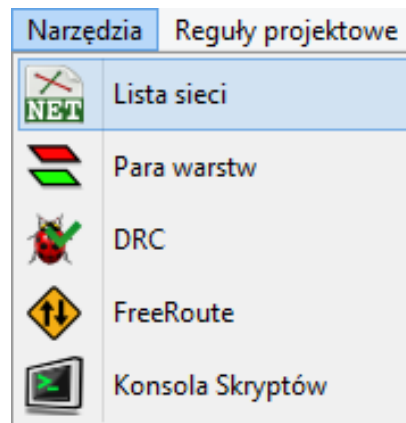 Narzędzia Reguły projektowe
NET Lista sieci
Para warstw
DRC
FreeRoute
Konsola Skryptów